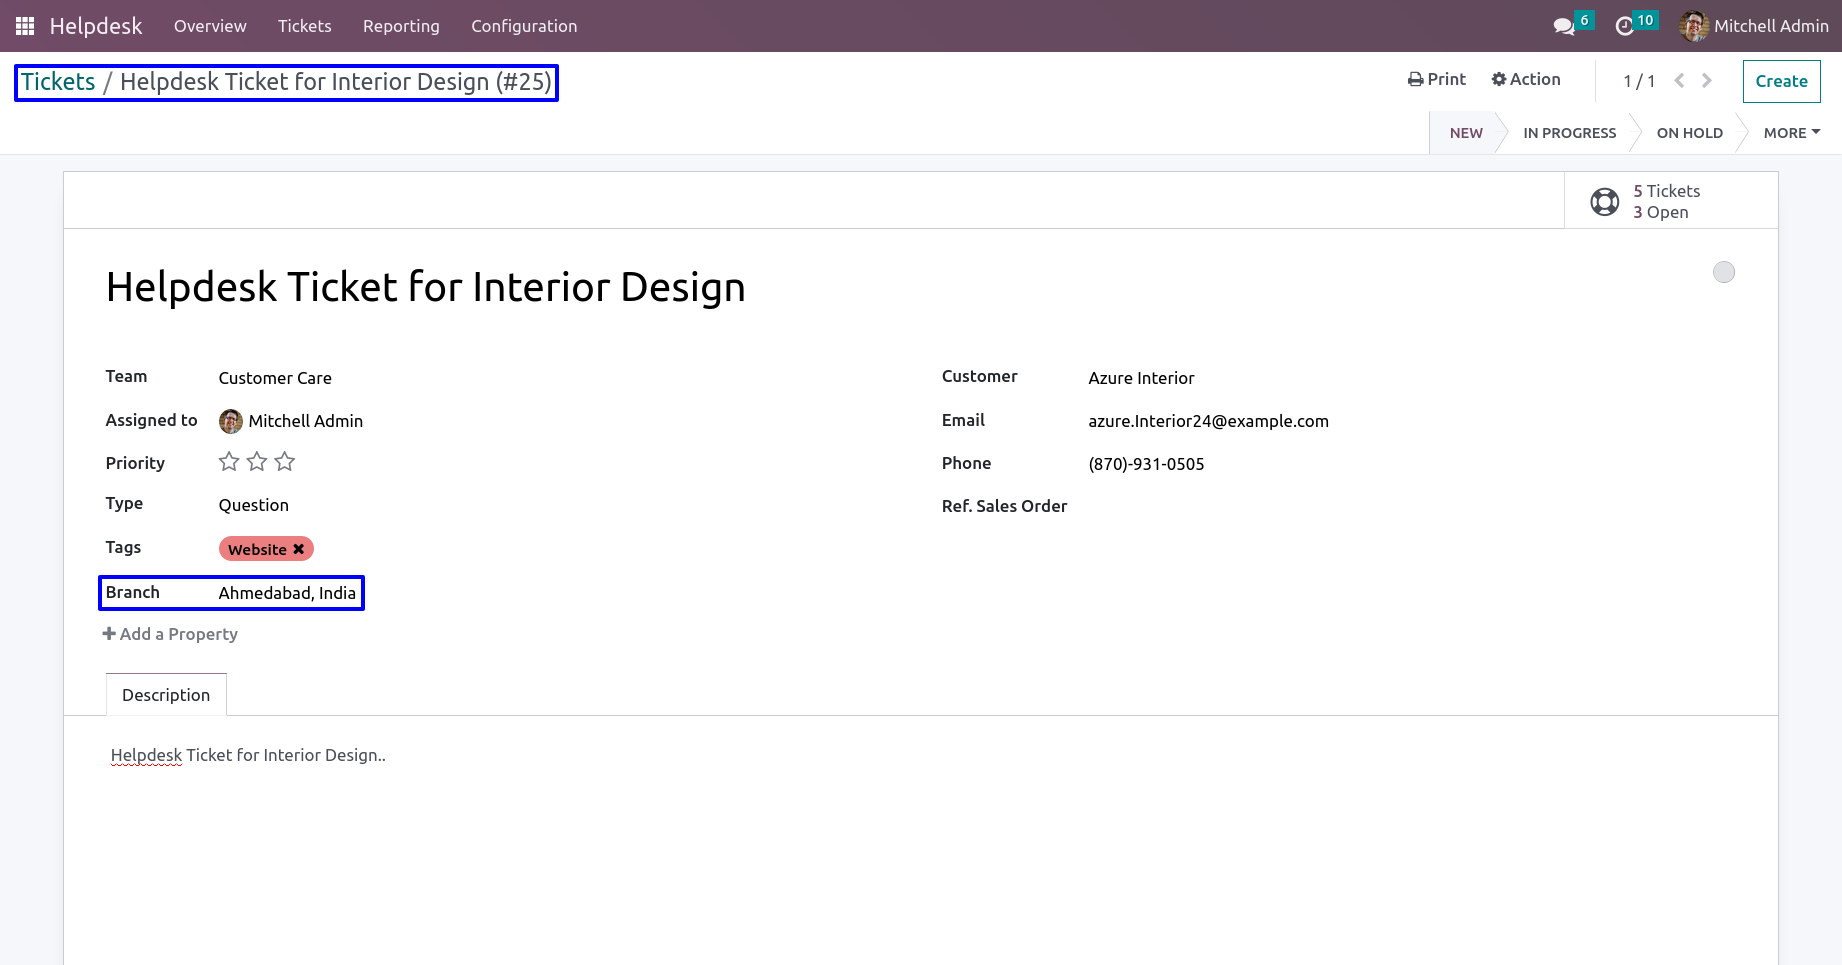 Helpdesk Overview Tickets Reporting Configuration 6 10 Mitchell Admin
Tickets / Helpdesk Ticket for Interior Design (#25) Print Action 1 / 1 Create
NEW IN PROGRESS ON HOLD MORE
5 Tickets
3 Open
Helpdesk Ticket for Interior Design
Team Customer Care Customer Azure Interior
Assigned to Mitchell Admin Email azure.Interior24@example.com
Priority Phone (870)-931-0505
Type Question Ref. Sales Order
Tags Website ✖
Branch Ahmedabad, India
Add a Property
Description
Helpdesk Ticket for Interior Design..